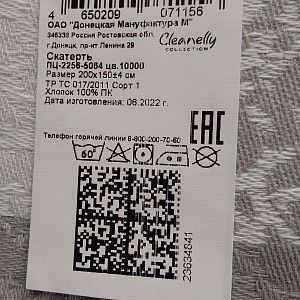 4 650209 071156
ОАО "Донецкая Мануфактура М"
346338 Россия Ростовская обл.
г.Донецк, пр-кт Ленина 29
Cleanelly
COLLECTION
Скатерть
ПЦ-2258-5084 цв.10000
Размер 200х150±4 см
ТР ТС 017/2011 Сорт 1
Хлопок 100% ПК
Дата изготовления: 06.2022 г.
EAC
Телефон горячей линии 8-800-200-70-60
60°
23634841